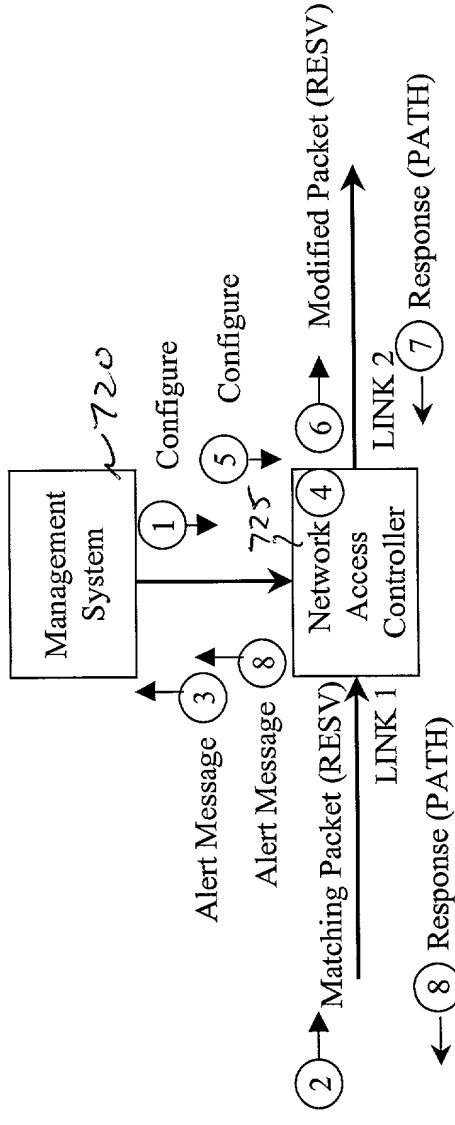 Management
System
720
1
Configure
5
Configure
3
Alert Message
8
Alert Message
725
Network
Access
Controller
4
2
Matching Packet (RESV)
LINK 1
8
Response (PATH)
6
Modified Packet (RESV)
LINK 2
7
Response (PATH)